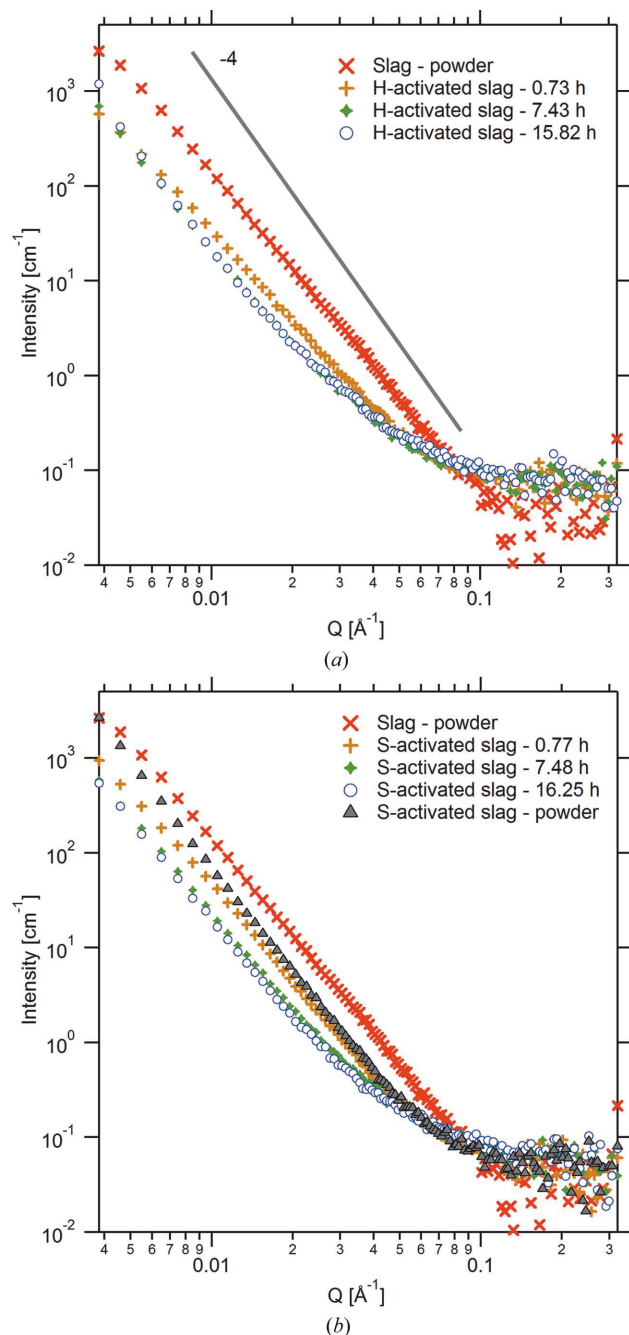 -4
Slag - powder
H-activated slag - 0.73 h
H-activated slag - 7.43 h
H-activated slag - 15.82 h
10³
10²
10¹
10⁰
10⁻¹
10⁻²
Intensity [cm⁻¹]
4 5 6 7 8 9 0.01 2 3 4 5 6 7 8 9 0.1 2 3
Q [Å⁻¹]
(a)
Slag - powder
S-activated slag - 0.77 h
S-activated slag - 7.48 h
S-activated slag - 16.25 h
S-activated slag - powder
10³
10²
10¹
10⁰
10⁻¹
10⁻²
Intensity [cm⁻¹]
4 5 6 7 8 9 0.01 2 3 4 5 6 7 8 9 0.1 2 3
Q [Å⁻¹]
(b)